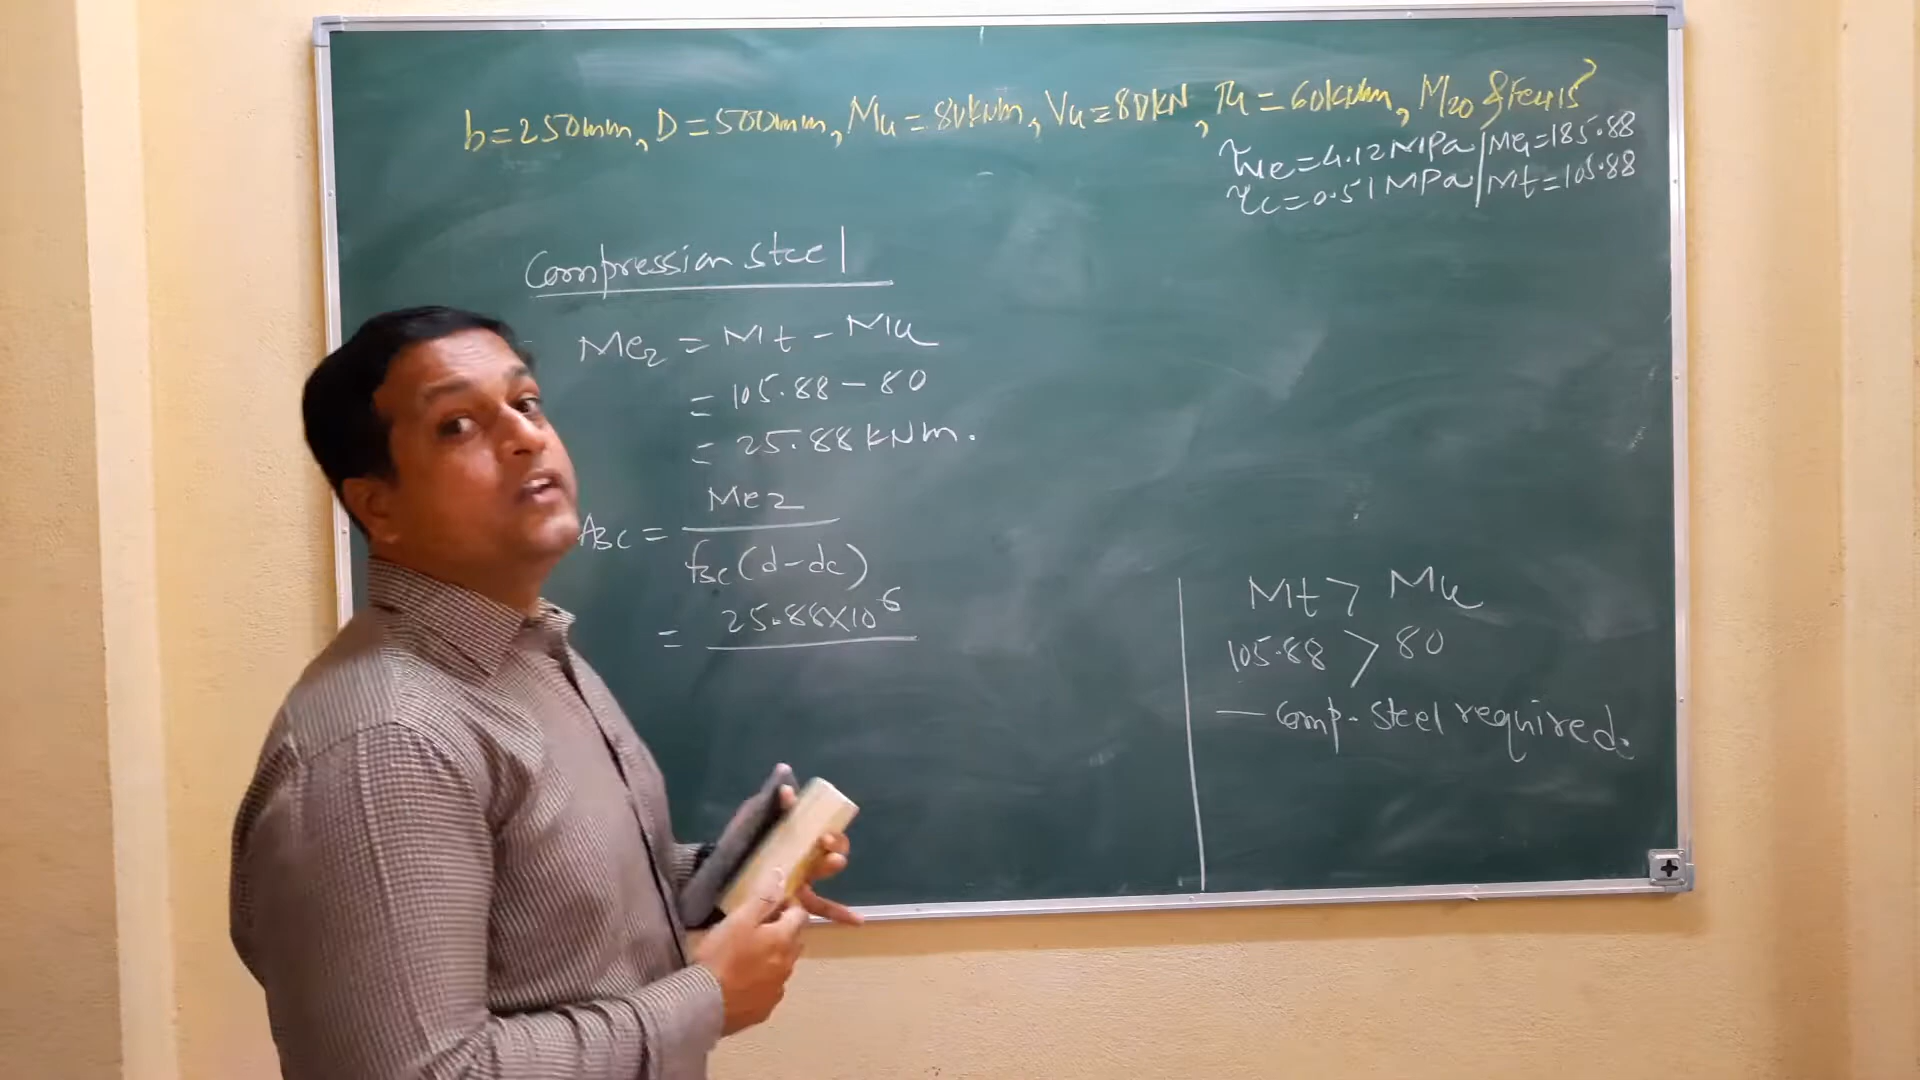 b=250mm, D=500mm, Mu=80kNm, Vu=80kN, Tu=60kNm, M20 & Fe415?
τve=4.12MPa/Me1=185.88
τc=0.51MPa/Mt=105.88
Compression steel
Me2 = Mt - Mu
= 105.88 - 80
= 25.88 kNm.
Asc = Me2
fsc(d-dc)
= 25.88×10^6
Mt > Mu
105.88 > 80
- Comp. steel required.